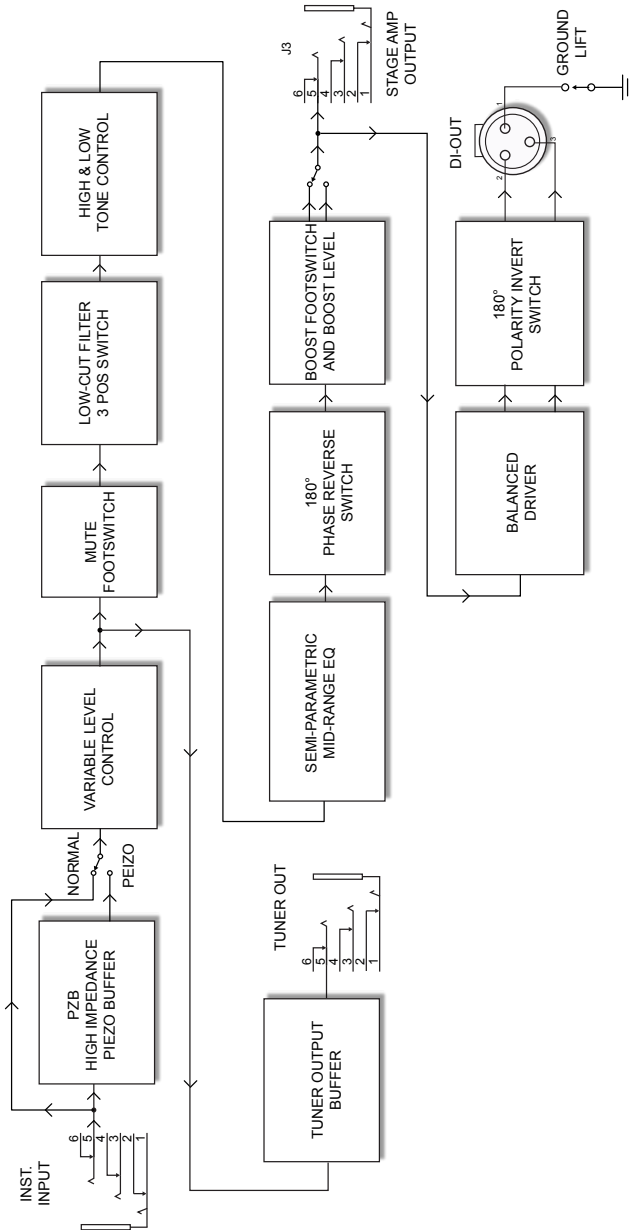 INST.
INPUT
6
5
4
3
2
1
PZB
HIGH IMPEDANCE
PIEZO BUFFER
NORMAL
PEIZO
VARIABLE LEVEL
CONTROL
MUTE
FOOTSWITCH
LOW-CUT FILTER
3 POS SWITCH
HIGH & LOW
TONE CONTROL
TUNER OUTPUT
BUFFER
TUNER OUT
6
5
4
3
2
1
SEMI-PARAMETRIC
MID-RANGE EQ
180°
PHASE REVERSE
SWITCH
BOOST FOOTSWITCH
AND BOOST LEVEL
J3
6
5
4
3
2
1
STAGE AMP
OUTPUT
BALANCED
DRIVER
180°
POLARITY INVERT
SWITCH
DI-OUT
2
1
3
GROUND
LIFT